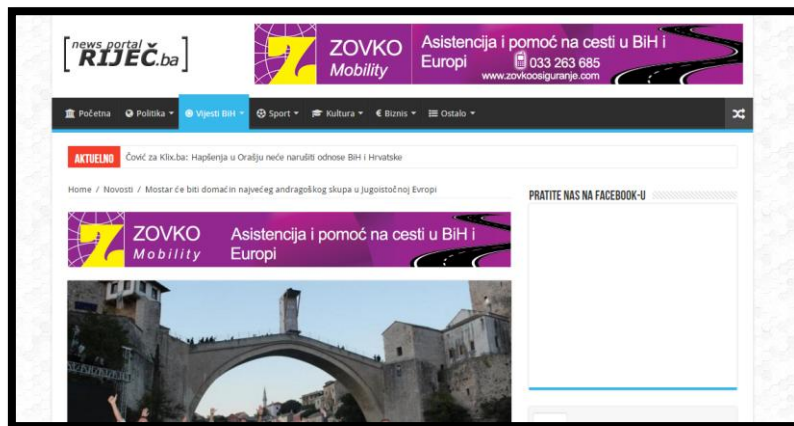 news portal
RIJEČ.ba
ZOVKO
Mobility
Asistencija i pomoć na cesti u BiH i
Europi 033 263 685
www.zovkoosiguranje.com
Početna Politika Vijesti BiH Sport Kultura € Biznis Ostalo
AKTUELNO Čović za Klix.ba: Hapšenja u Orašju neće narušiti odnose BiH i Hrvatske
Home / Novosti / Mostar će biti domaćin najvećeg andragoškog skupa u Jugoistočnoj Evropi
PRATITE NAS NA FACEBOOK-U
ZOVKO
Mobility
Asistencija i pomoć na cesti u BiH i
Europi